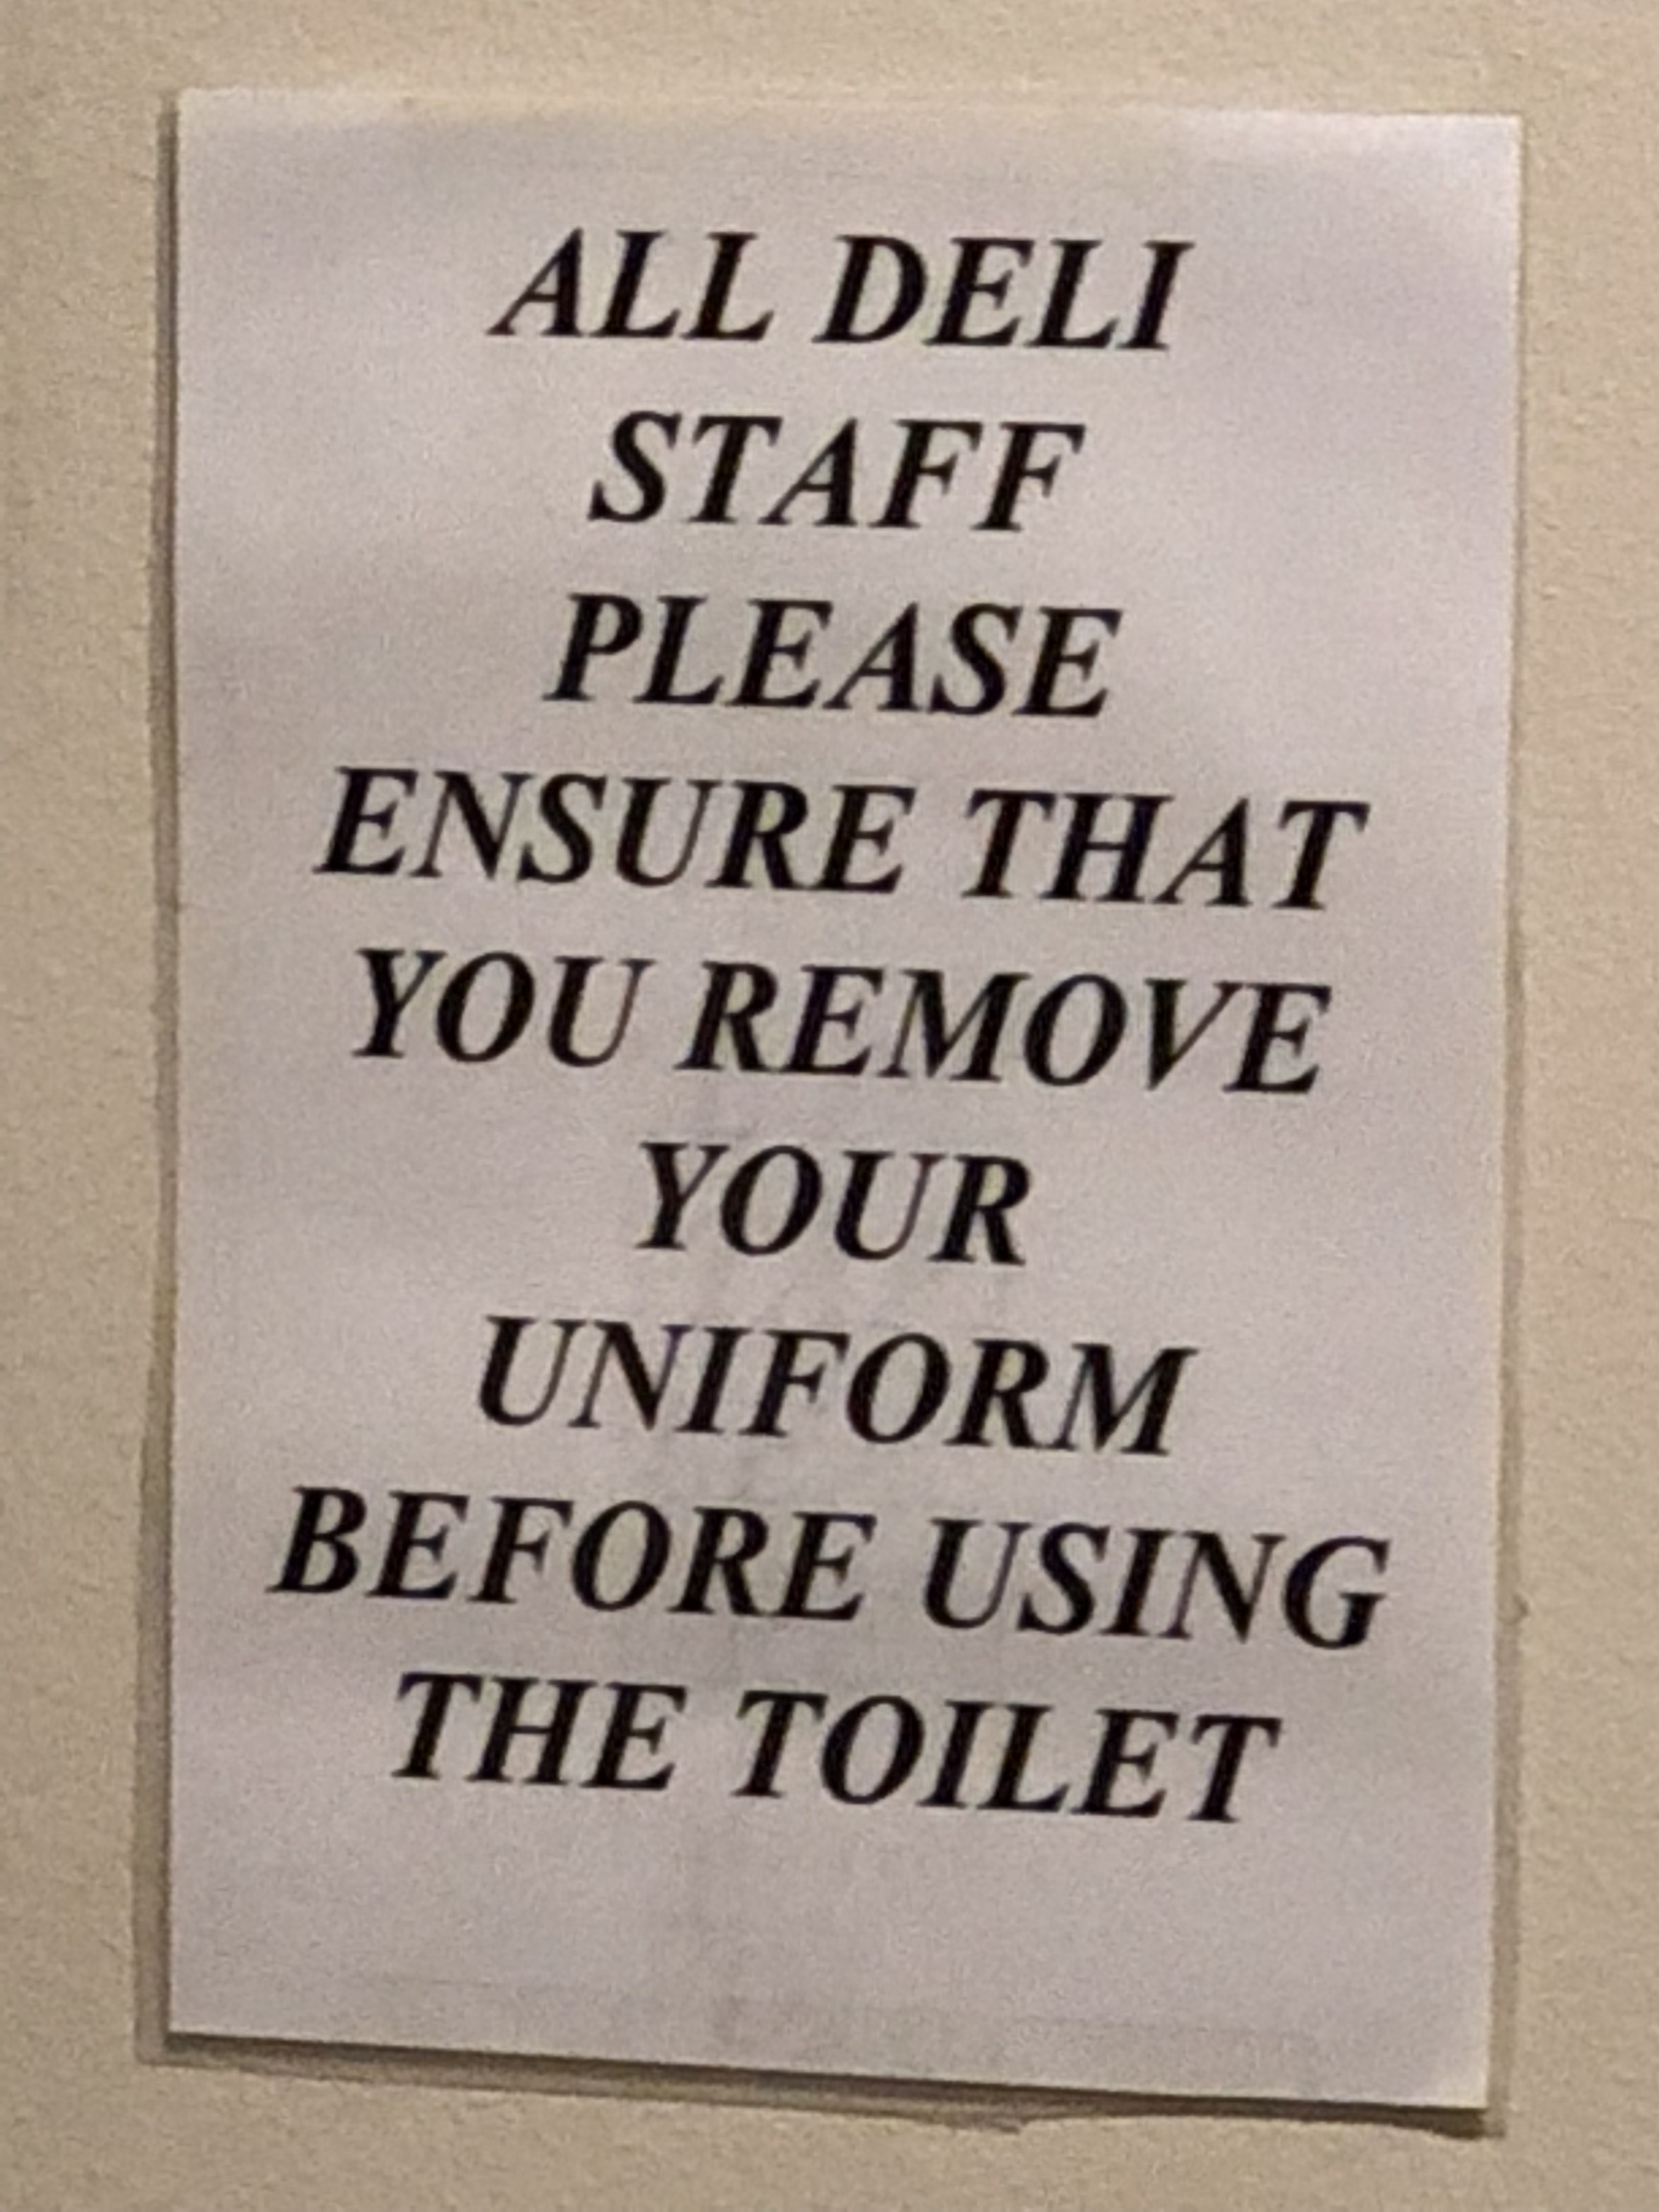 ALL DELI
STAFF
PLEASE
ENSURE THAT
YOU REMOVE
YOUR
UNIFORM
BEFORE USING
THE TOILET